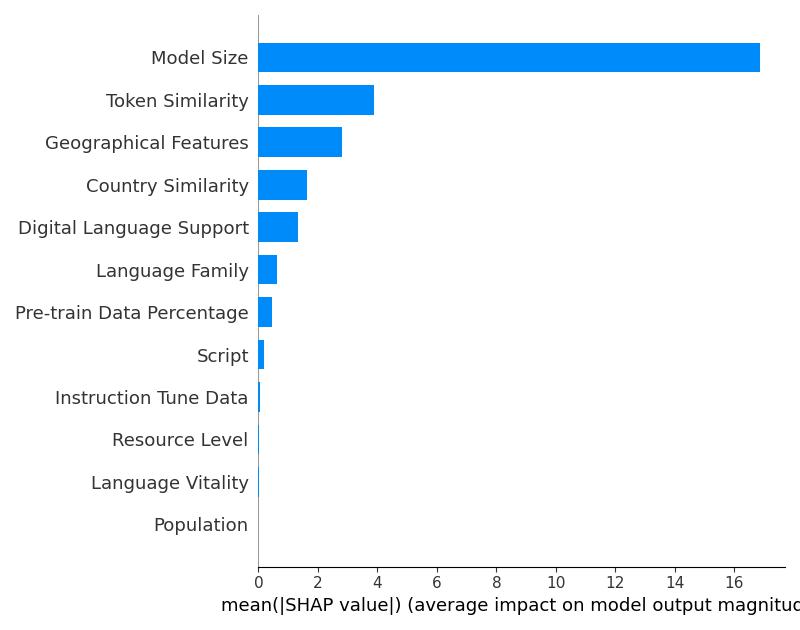 Model Size
Token Similarity
Geographical Features
Country Similarity
Digital Language Support
Language Family
Pre-train Data Percentage
Script
Instruction Tune Data
Resource Level
Language Vitality
Population
0 2 4 6 8 10 12 14 16
mean(|SHAP value|) (average impact on model output magnitud